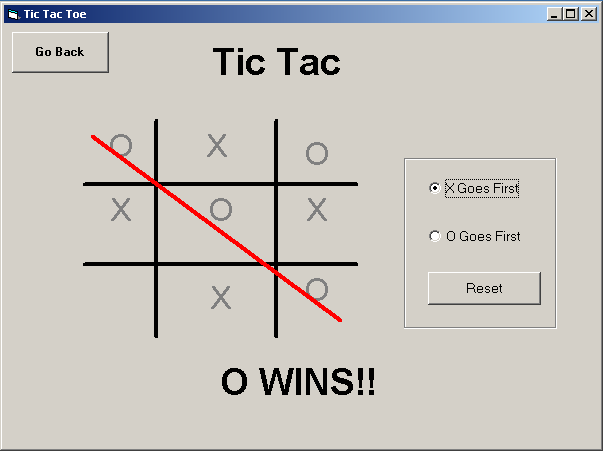 Tic Tac Toe
Go Back
Tic Tac
O X O
X O X
X O
X Goes First
O Goes First
Reset
O WINS!!